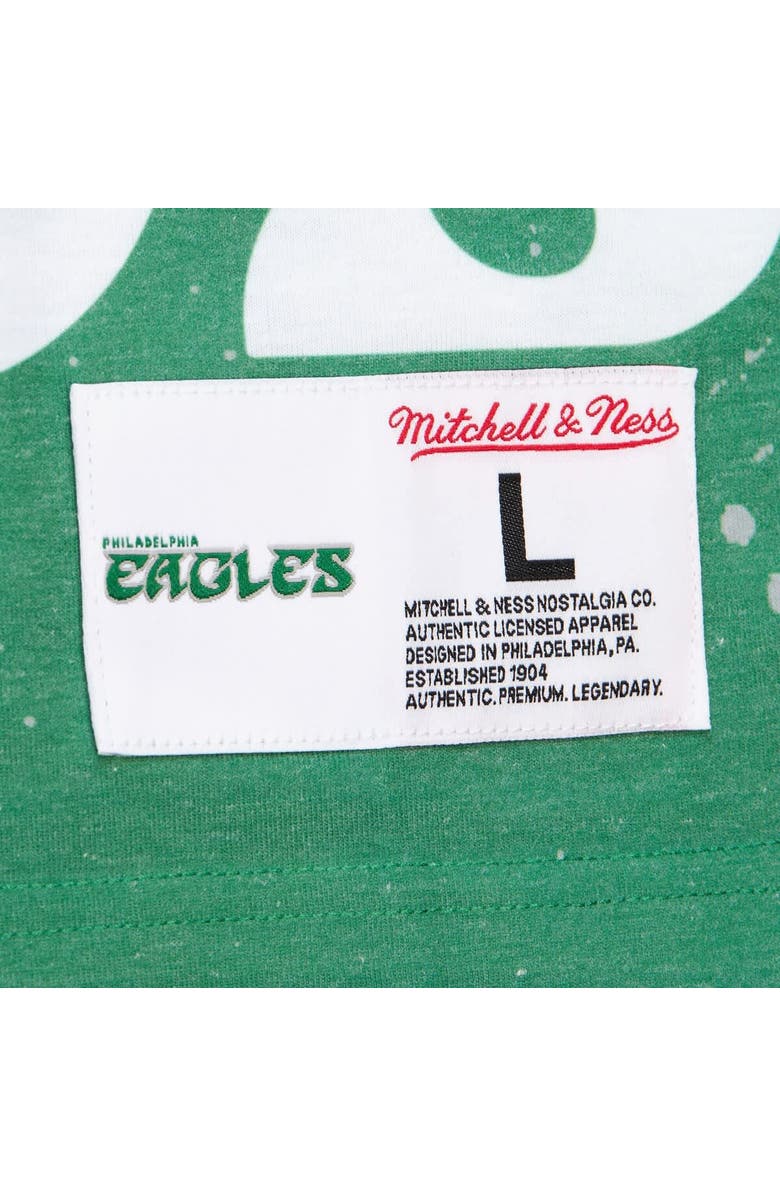 PHILADELPHIA
EAGLES
Mitchell & Ness
L
MITCHELL & NESS NOSTALGIA CO.
AUTHENTIC LICENSED APPAREL
DESIGNED IN PHILADELPHIA, PA.
ESTABLISHED 1904
AUTHENTIC. PREMIUM. LEGENDARY.